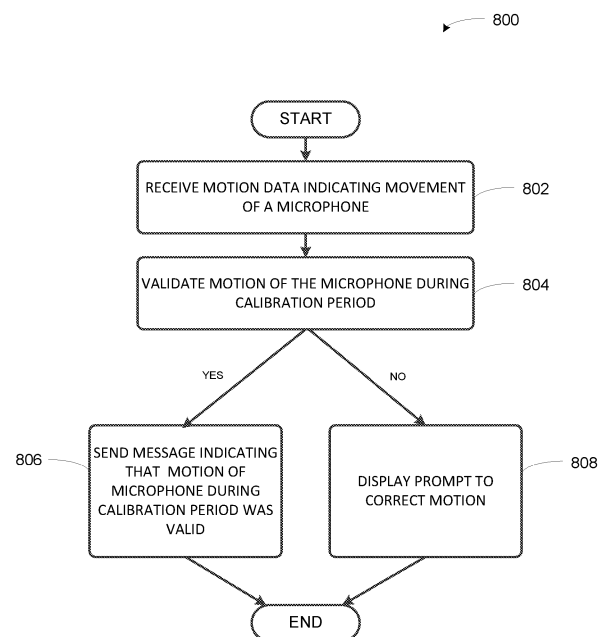 800
START
RECEIVE MOTION DATA INDICATING MOVEMENT
OF A MICROPHONE
802
VALIDATE MOTION OF THE MICROPHONE DURING
CALIBRATION PERIOD
804
YES
NO
806
SEND MESSAGE INDICATING
THAT MOTION OF
MICROPHONE DURING
CALIBRATION PERIOD WAS
VALID
DISPLAY PROMPT TO
CORRECT MOTION
808
END